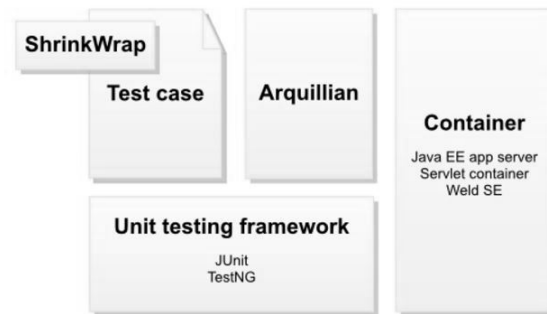 ShrinkWrap
Test case
Arquillian
Container
Java EE app server
Servlet container
Weld SE
Unit testing framework
JUnit
TestNG